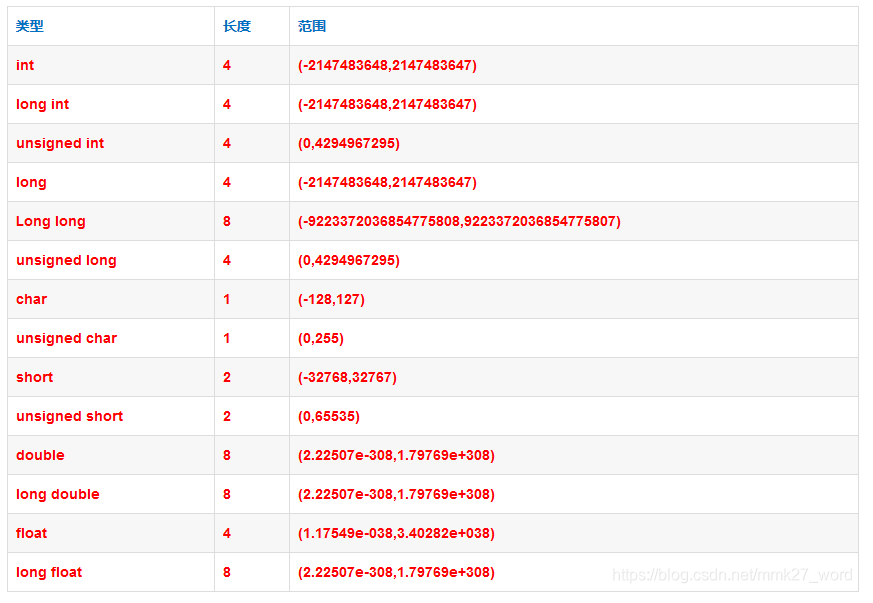 类型 长度 范围
int 4 (-2147483648,2147483647)
long int 4 (-2147483648,2147483647)
unsigned int 4 (0,4294967295)
long 4 (-2147483648,2147483647)
Long long 8 (-9223372036854775808,9223372036854775807)
unsigned long 4 (0,4294967295)
char 1 (-128,127)
unsigned char 1 (0,255)
short 2 (-32768,32767)
unsigned short 2 (0,65535)
double 8 (2.22507e-308,1.79769e+308)
long double 8 (2.22507e-308,1.79769e+308)
float 4 (1.17549e-038,3.40282e+038)
long float 8 (2.22507e-308,1.79769e+308)
https://blog.csdn.net/mmk27_word